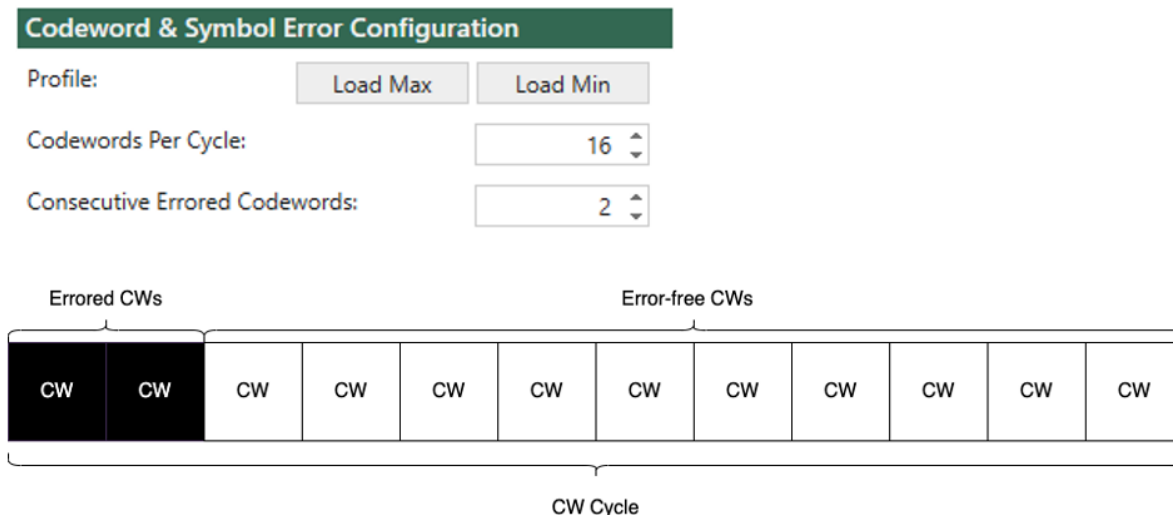 Codeword & Symbol Error Configuration
Profile: Load Max Load Min
Codewords Per Cycle: 16
Consecutive Errored Codewords: 2
Errored CWs Error-free CWs
CW CW CW CW CW CW CW CW CW CW CW CW
CW Cycle